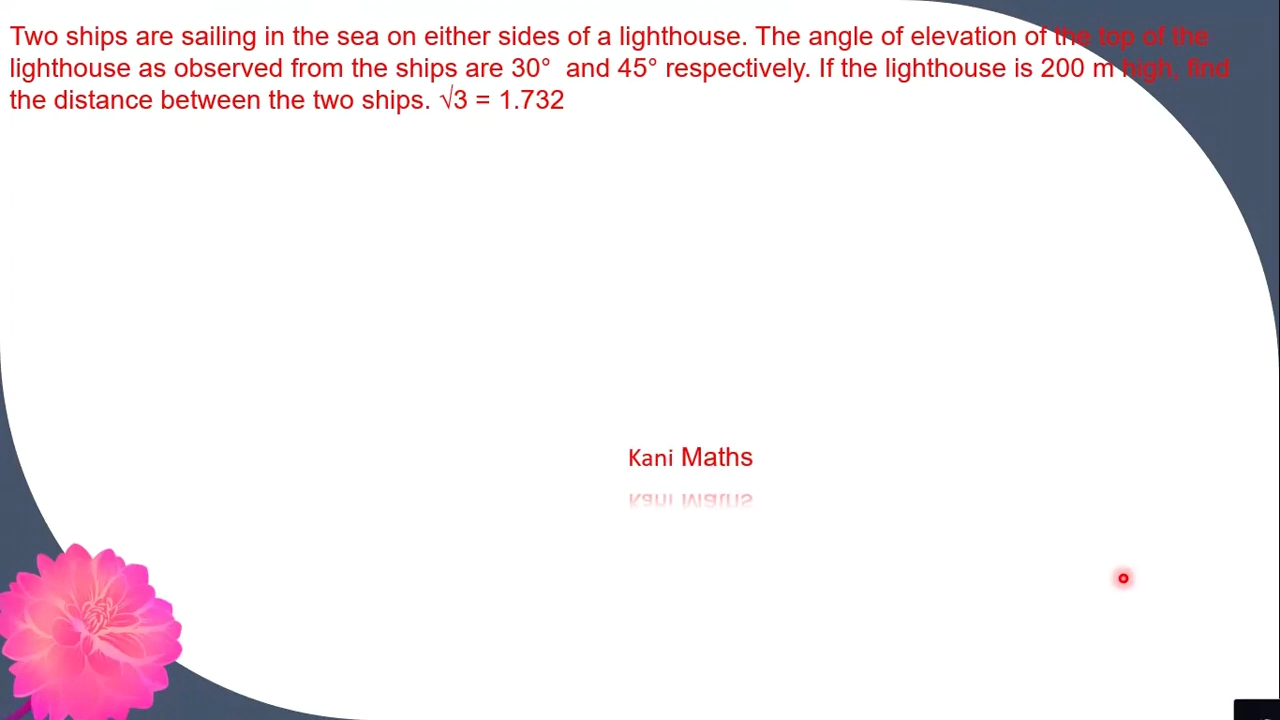 Two ships are sailing in the sea on either sides of a lighthouse. The angle of elevation of the top of the
lighthouse as observed from the ships are 30°  and 45° respectively. If the lighthouse is 200 m high, find
the distance between the two ships. √3 = 1.732
Kani Maths